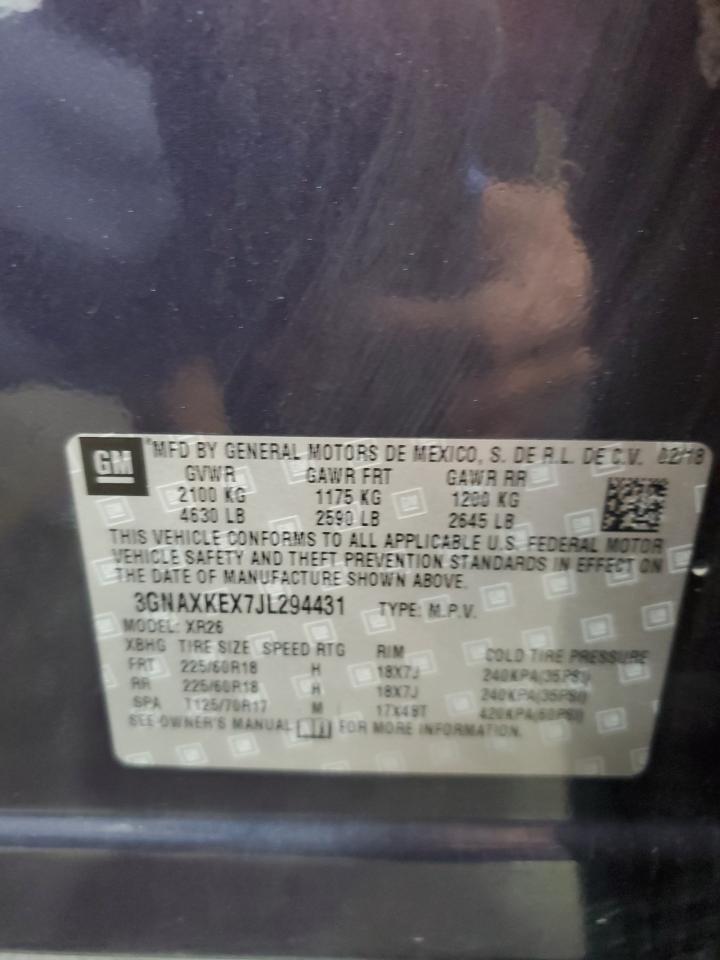 GM
MFD BY GENERAL MOTORS DE MEXICO, S. DE R.L. DE C.V. 02/18
GVWR GAWR FRT GAWR RR
2100 KG 1175 KG 1200 KG
4630 LB 2590 LB 2645 LB
THIS VEHICLE CONFORMS TO ALL APPLICABLE U.S. FEDERAL MOTOR
VEHICLE SAFETY AND THEFT PREVENTION STANDARDS IN EFFECT ON
THE DATE OF MANUFACTURE SHOWN ABOVE.
3GNAXKEX7JL294431 TYPE: M.P.V.
MODEL: XR26
XBHG TIRE SIZE SPEED RTG RIM COLD TIRE PRESSURE
FRT 225/60R18 H 18X7J 240KPA(35PSI)
RR 225/60R18 H 18X7J 240KPA(35PSI)
SPA T125/70R17 M 17X4BT 420KPA(60PSI)
SEE OWNER'S MANUAL FOR MORE INFORMATION.